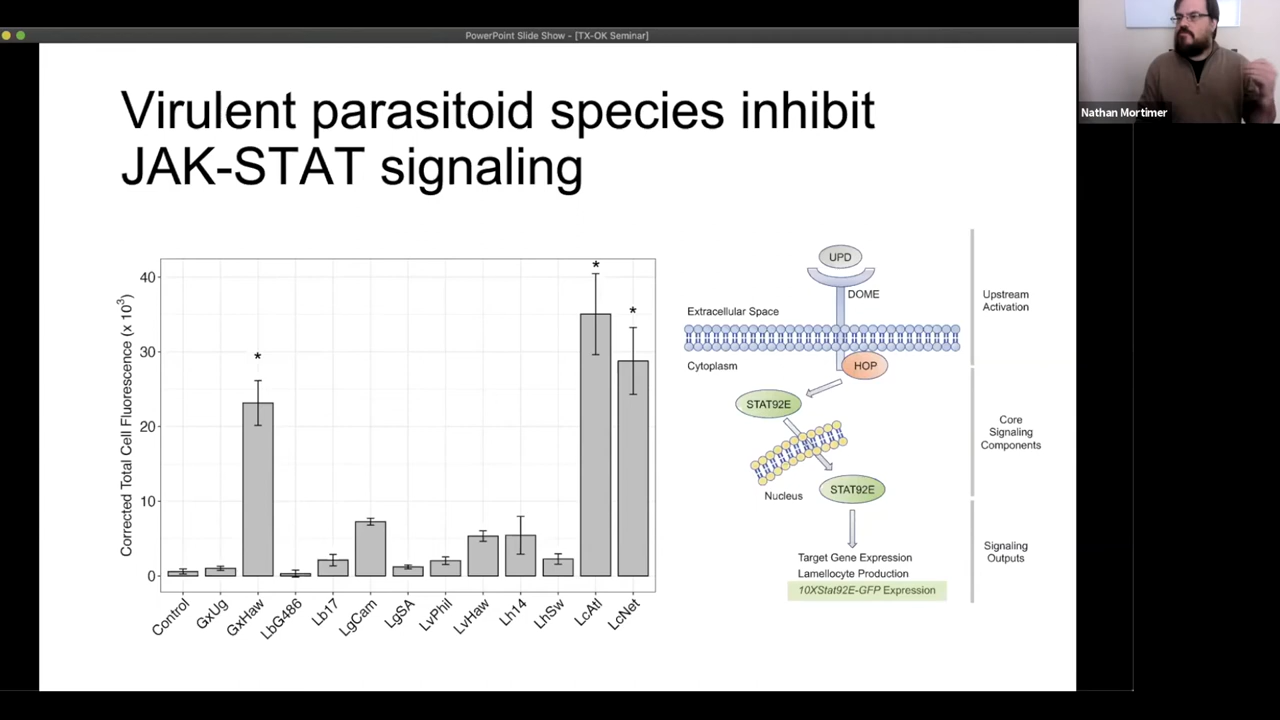 PowerPoint Slide Show - [TX-OK Seminar]
Nathan Mortimer
Virulent parasitoid species inhibit
JAK-STAT signaling
Corrected Total Cell Fluorescence (x 10³)
40
30
20
10
0
*
*
*
Control
GxUg
GxHaw
LbG486
Lb17
LgCam
LgSA
LvPhil
LvHaw
Lh14
LhSw
LcAtl
LcNet
UPD
DOME
Extracellular Space
Cytoplasm
HOP
STAT92E
Nucleus
STAT92E
Target Gene Expression
Lamellocyte Production
10XStat92E-GFP Expression
Upstream
Activation
Core
Signaling
Components
Signaling
Outputs